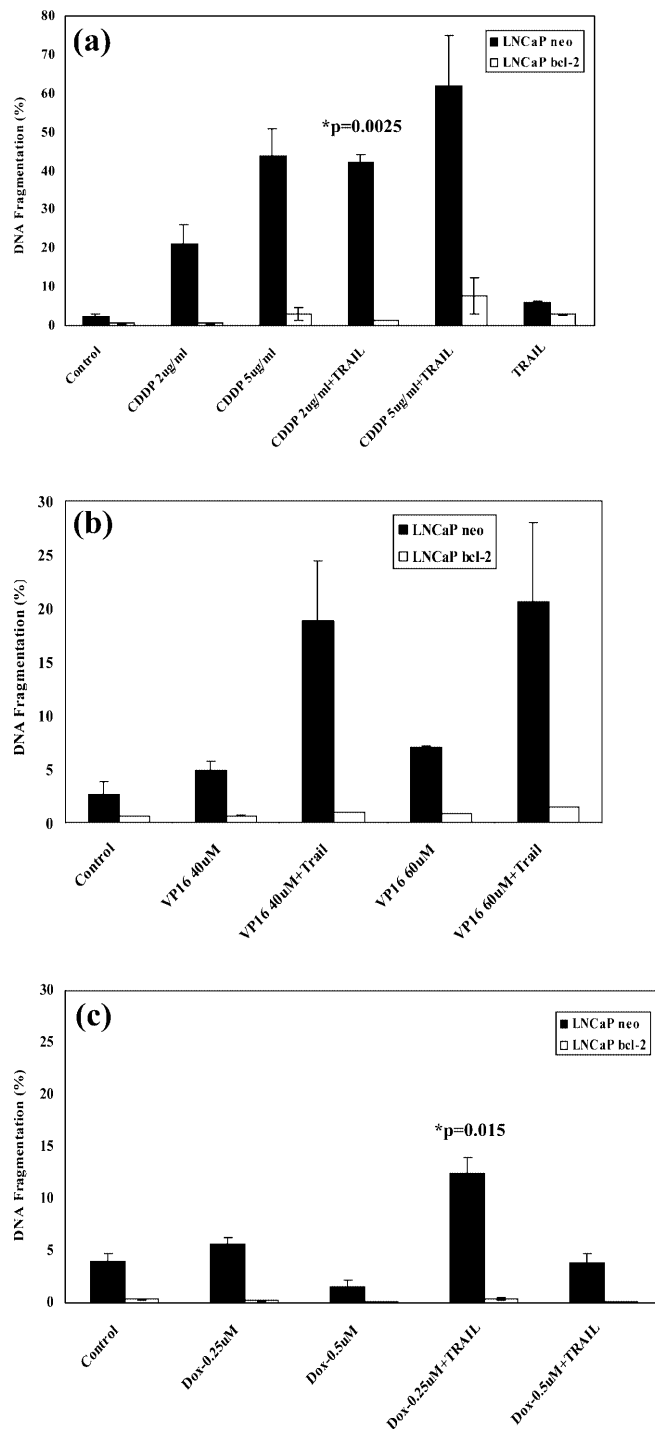 (a)
80
70
60
50
40
30
20
10
0
DNA Fragmentation (%)
LNCaP neo
LNCaP bcl-2
*p=0.0025
Control
CDDP 2ug/ml
CDDP 5ug/ml
CDDP 2ug/ml+TRAIL
CDDP 5ug/ml+TRAIL
TRAIL
(b)
30
25
20
15
10
5
0
DNA Fragmentation (%)
LNCaP neo
LNCaP bcl-2
Control
VP16 40uM
VP16 40uM+Trail
VP16 60uM
VP16 60uM+Trail
(c)
30
25
20
15
10
5
0
DNA Fragmentation (%)
LNCaP neo
LNCaP bcl-2
*p=0.015
Control
Dox-0.25uM
Dox-0.5uM
Dox-0.25uM+TRAIL
Dox-0.5uM+TRAIL